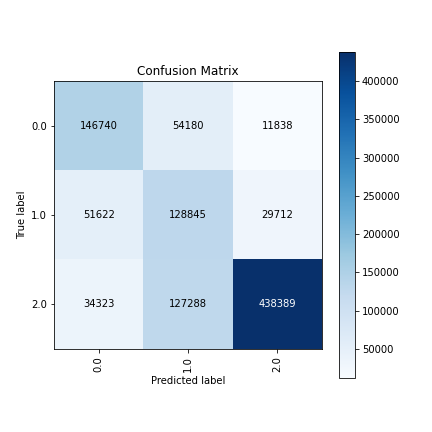 Confusion Matrix
True label
0.0 146740 54180 11838
1.0 51622 128845 29712
2.0 34323 127288 438389
0.0 1.0 2.0
Predicted label
400000
350000
300000
250000
200000
150000
100000
50000